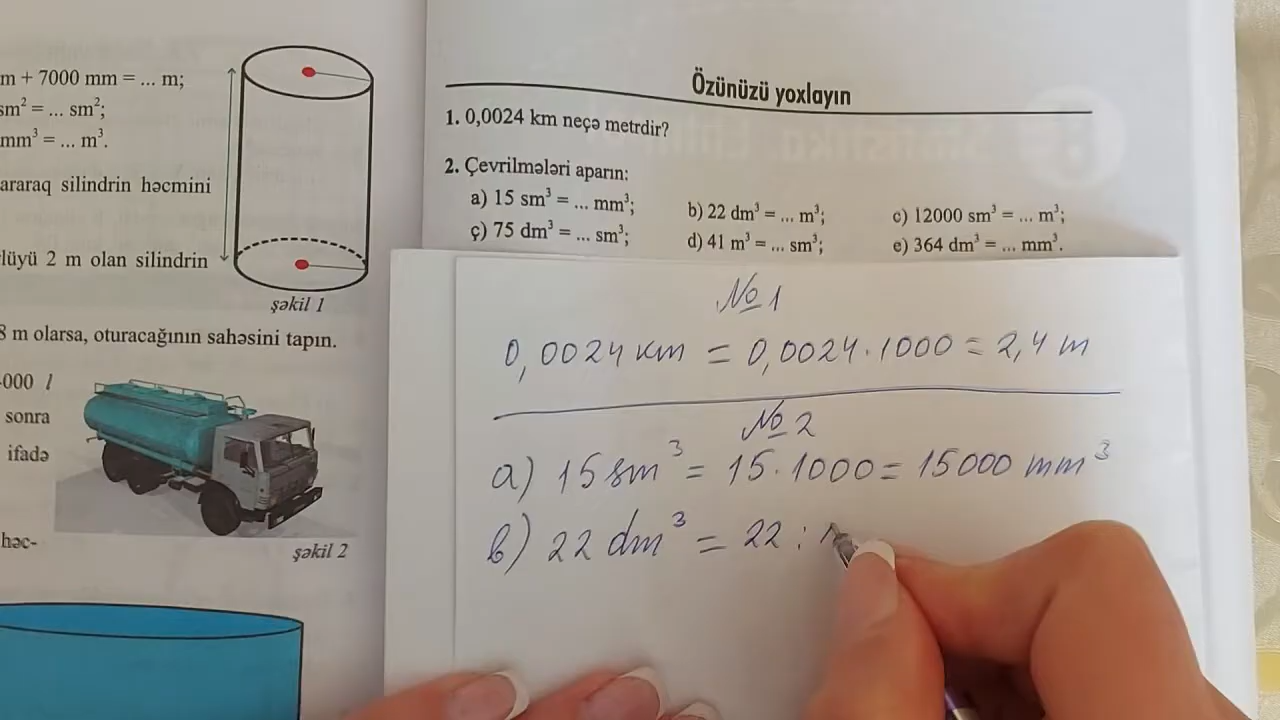 m + 7000 mm = ... m;
sm² = ... sm²;
mm³ = ... m³.
araraq silindrin həcmini
lüyü 2 m olan silindrin
şəkil 1
8 m olarsa, oturacağının sahəsini tapın.
000 l
sonra
ifadə
həc-
şəkil 2
Özünüzü yoxlayın
1. 0,0024 km neçə metrdir?
2. Çevrilmələri aparın:
a) 15 sm³ = ... mm³; b) 22 dm³ = ... m³; c) 12000 sm³ = ... m³;
ç) 75 dm³ = ... sm³; d) 41 m³ = ... sm³; e) 364 dm³ = ... mm³.
№1
0,0024 km = 0,0024·1000 = 2,4 m
№2
a) 15 sm³ = 15·1000 = 15000 mm³
b) 22 dm³ = 22 :